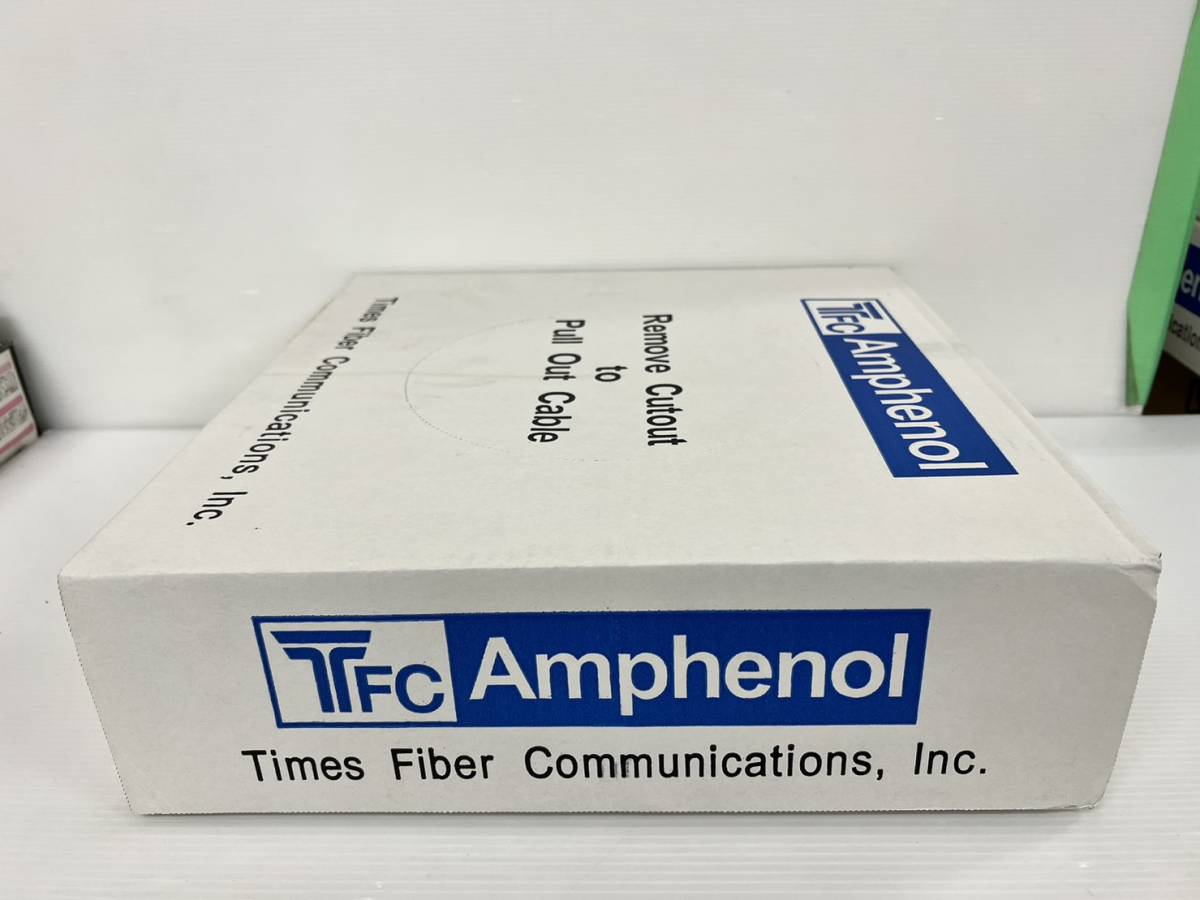 TFC Amphenol
Remove Cutout
to
Pull Out Cable
Times Fiber Communications, Inc.
TFC Amphenol
Times Fiber Communications, Inc.